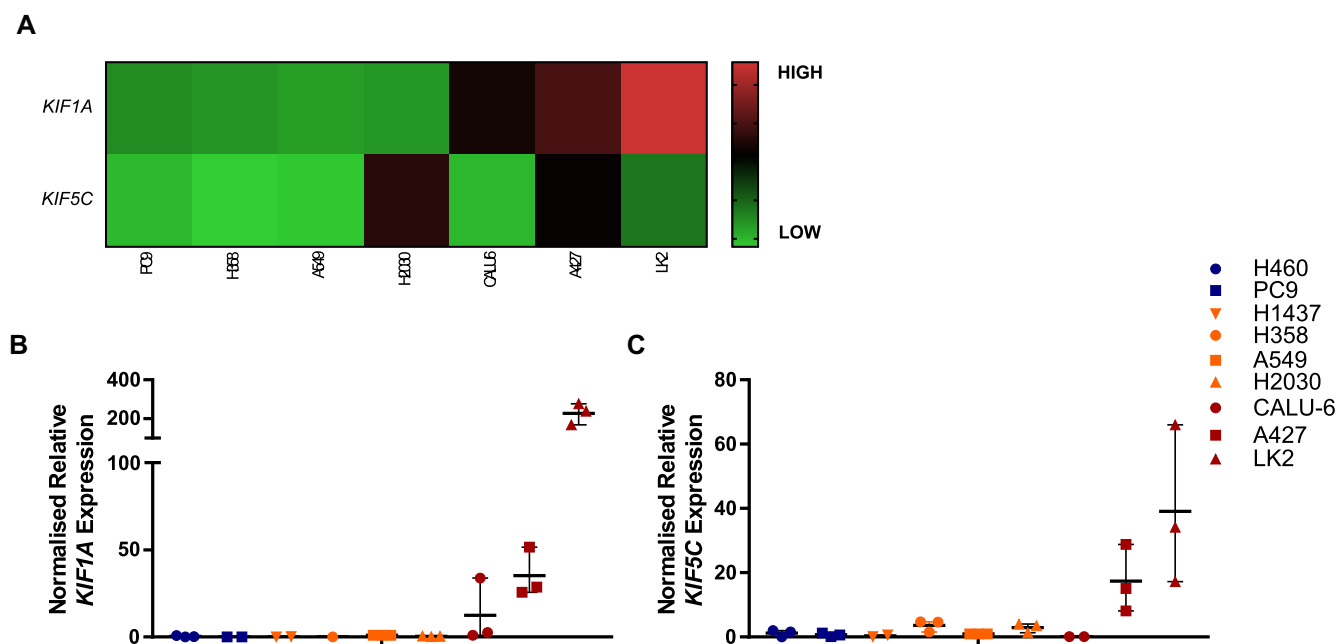 A
KIF1A
KIF5C
HIGH
LOW
PC9
H358
A549
H2030
CALU6
A427
LK2
B
Normalised Relative
KIF1A Expression
400
200
100
50
0
C
Normalised Relative
KIF5C Expression
80
60
40
20
0
H460
PC9
H1437
H358
A549
H2030
CALU-6
A427
LK2